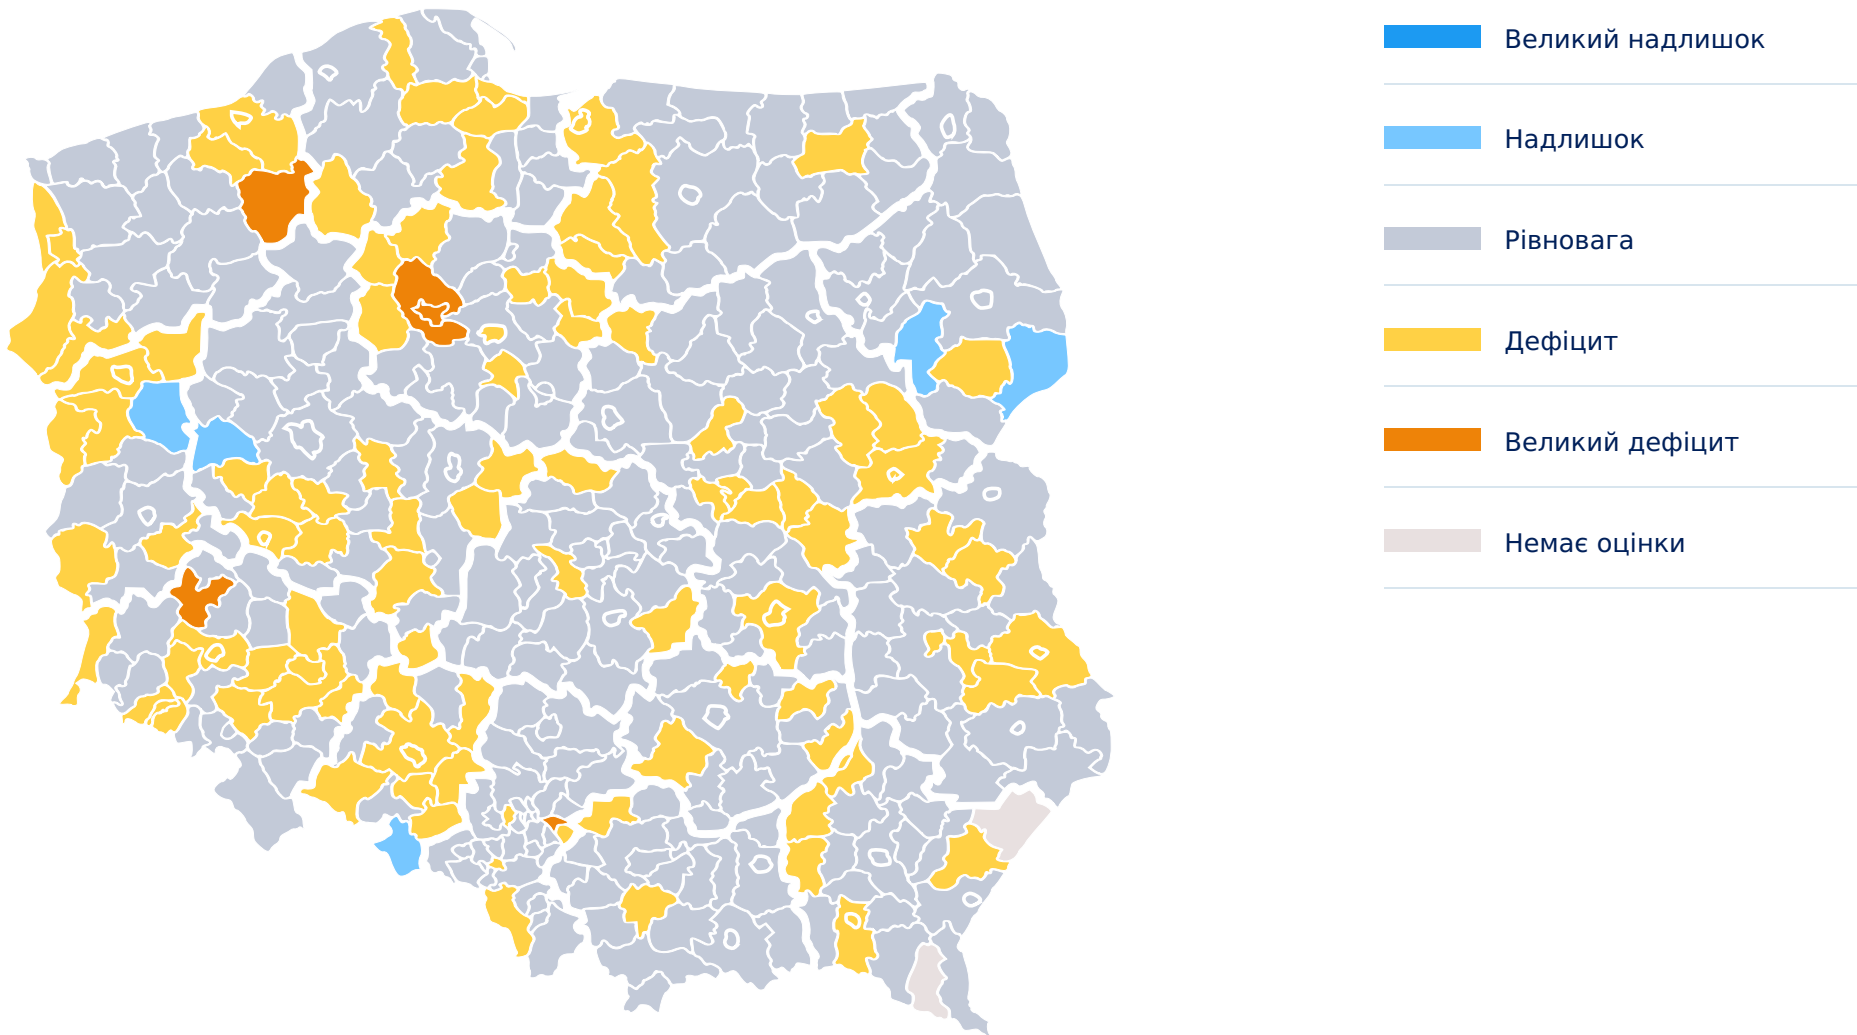 Великий надлишок
Надлишок
Рівновага
Дефіцит
Великий дефіцит
Немає оцінки